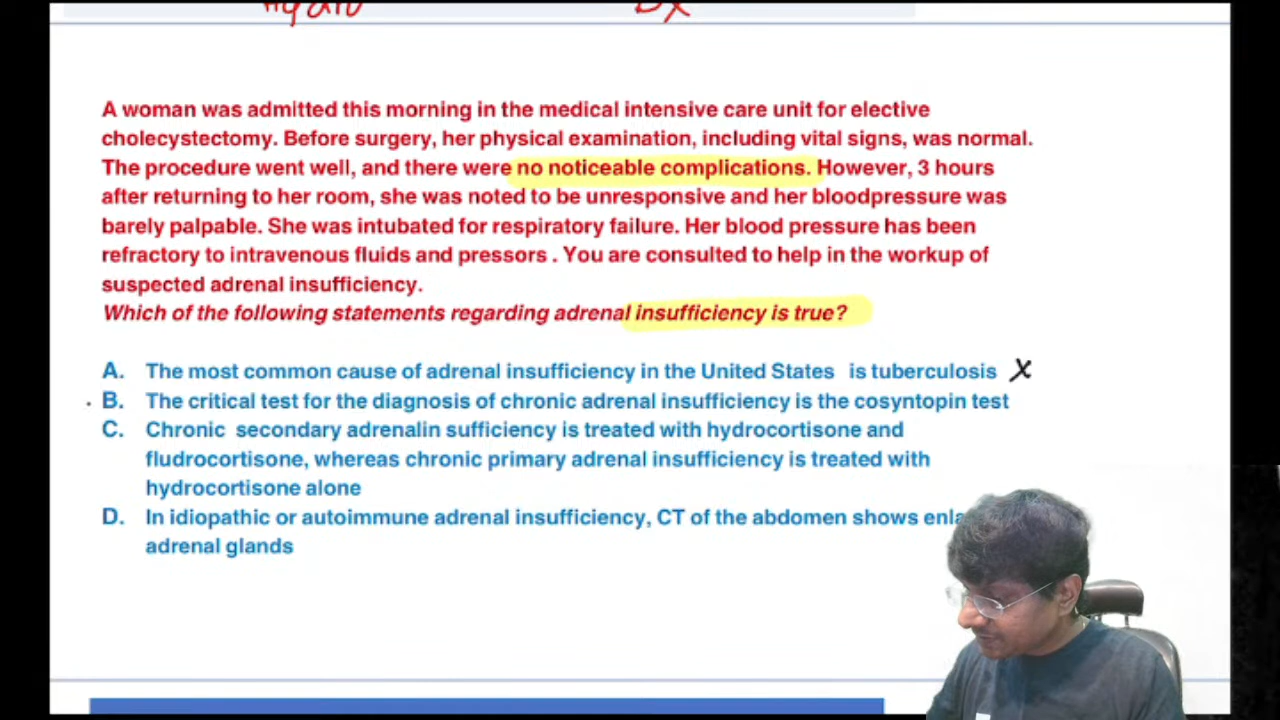 A woman was admitted this morning in the medical intensive care unit for elective
cholecystectomy. Before surgery, her physical examination, including vital signs, was normal.
The procedure went well, and there were no noticeable complications. However, 3 hours
after returning to her room, she was noted to be unresponsive and her bloodpressure was
barely palpable. She was intubated for respiratory failure. Her blood pressure has been
refractory to intravenous fluids and pressors . You are consulted to help in the workup of
suspected adrenal insufficiency.
Which of the following statements regarding adrenal insufficiency is true?
A. The most common cause of adrenal insufficiency in the United States is tuberculosis X
B. The critical test for the diagnosis of chronic adrenal insufficiency is the cosyntopin test
C. Chronic secondary adrenalin sufficiency is treated with hydrocortisone and
fludrocortisone, whereas chronic primary adrenal insufficiency is treated with
hydrocortisone alone
D. In idiopathic or autoimmune adrenal insufficiency, CT of the abdomen shows
adrenal glands